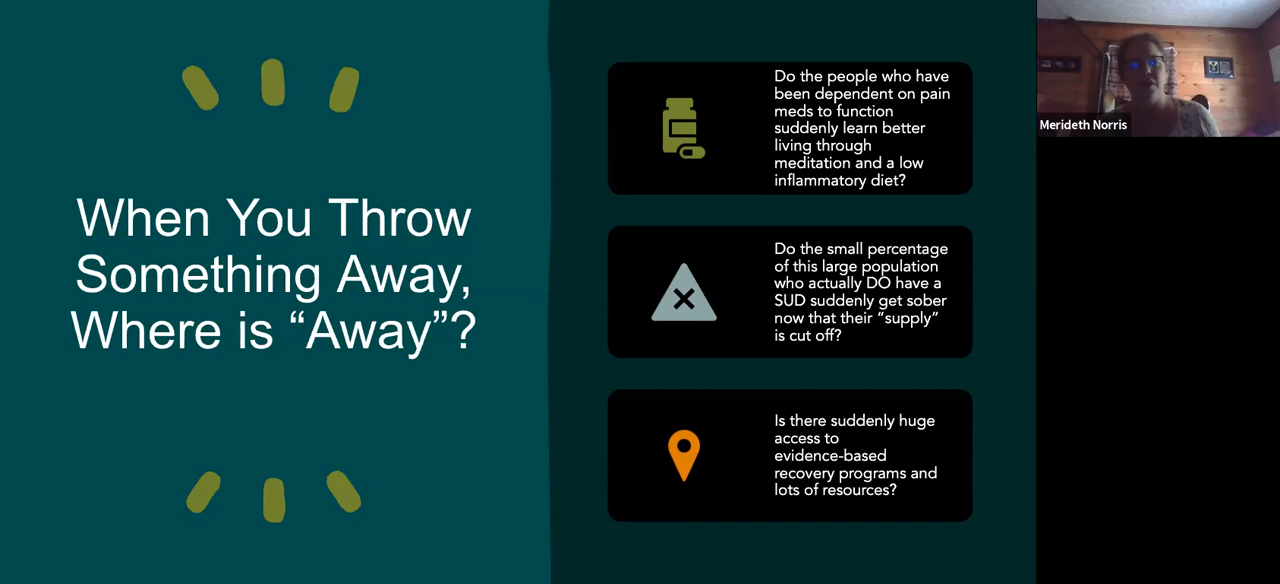 When You Throw
Something Away,
Where is “Away”?
Do the people who have
been dependent on pain
meds to function
suddenly learn better
living through
meditation and a low
inflammatory diet?
Do the small percentage
of this large population
who actually DO have a
SUD suddenly get sober
now that their “supply”
is cut off?
Is there suddenly huge
access to
evidence-based
recovery programs and
lots of resources?
Merideth Norris